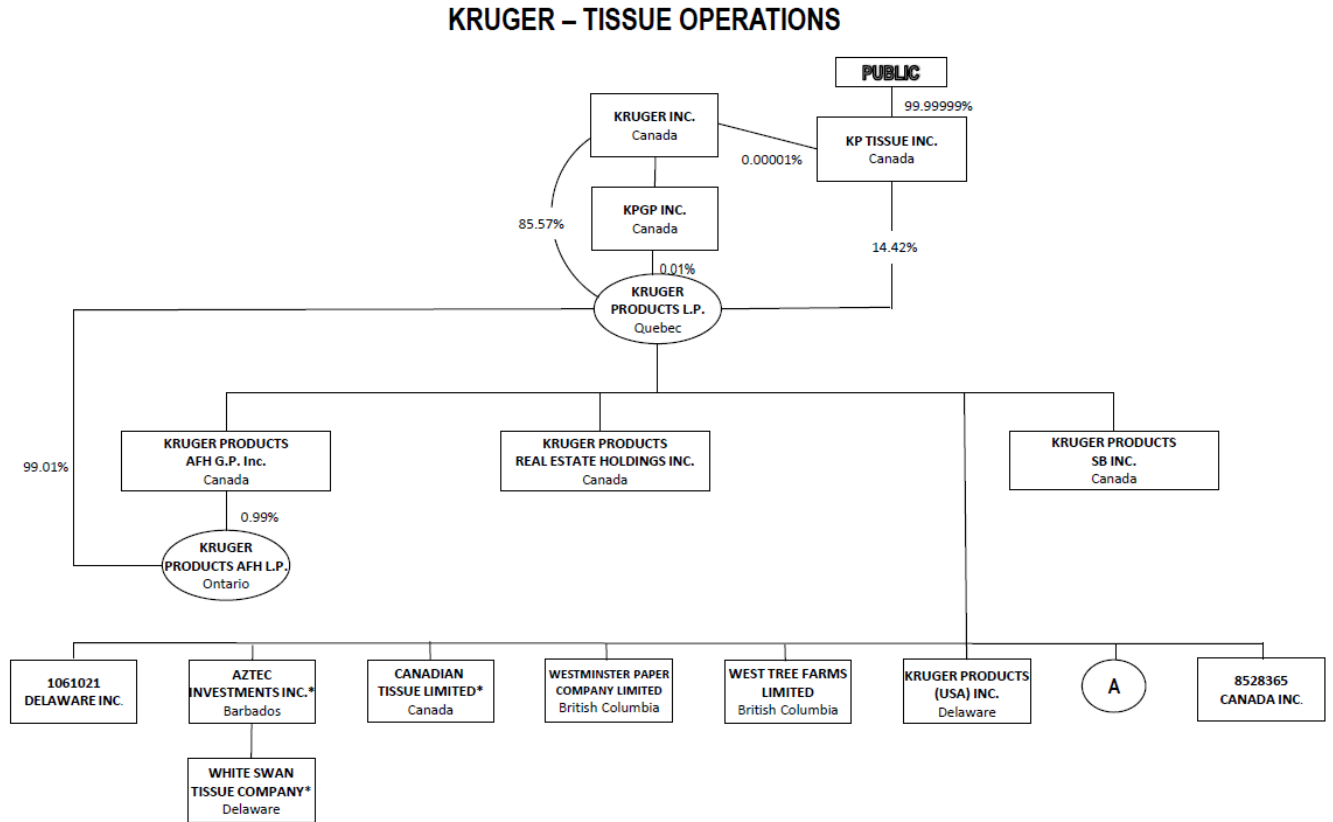 KRUGER – TISSUE OPERATIONS
PUBLIC
99.99999%
KRUGER INC.
Canada
KP TISSUE INC.
Canada
0.00001%
KPGP INC.
Canada
85.57%
14.42%
0.01%
KRUGER
PRODUCTS L.P.
Quebec
KRUGER PRODUCTS
AFH G.P. Inc.
Canada
KRUGER PRODUCTS
REAL ESTATE HOLDINGS INC.
Canada
KRUGER PRODUCTS
SB INC.
Canada
99.01%
0.99%
KRUGER
PRODUCTS AFH L.P.
Ontario
1061021
DELAWARE INC.
AZTEC
INVESTMENTS INC.*
Barbados
CANADIAN
TISSUE LIMITED*
Canada
WESTMINSTER PAPER
COMPANY LIMITED
British Columbia
WEST TREE FARMS
LIMITED
British Columbia
KRUGER PRODUCTS
(USA) INC.
Delaware
A
8528365
CANADA INC.
WHITE SWAN
TISSUE COMPANY*
Delaware